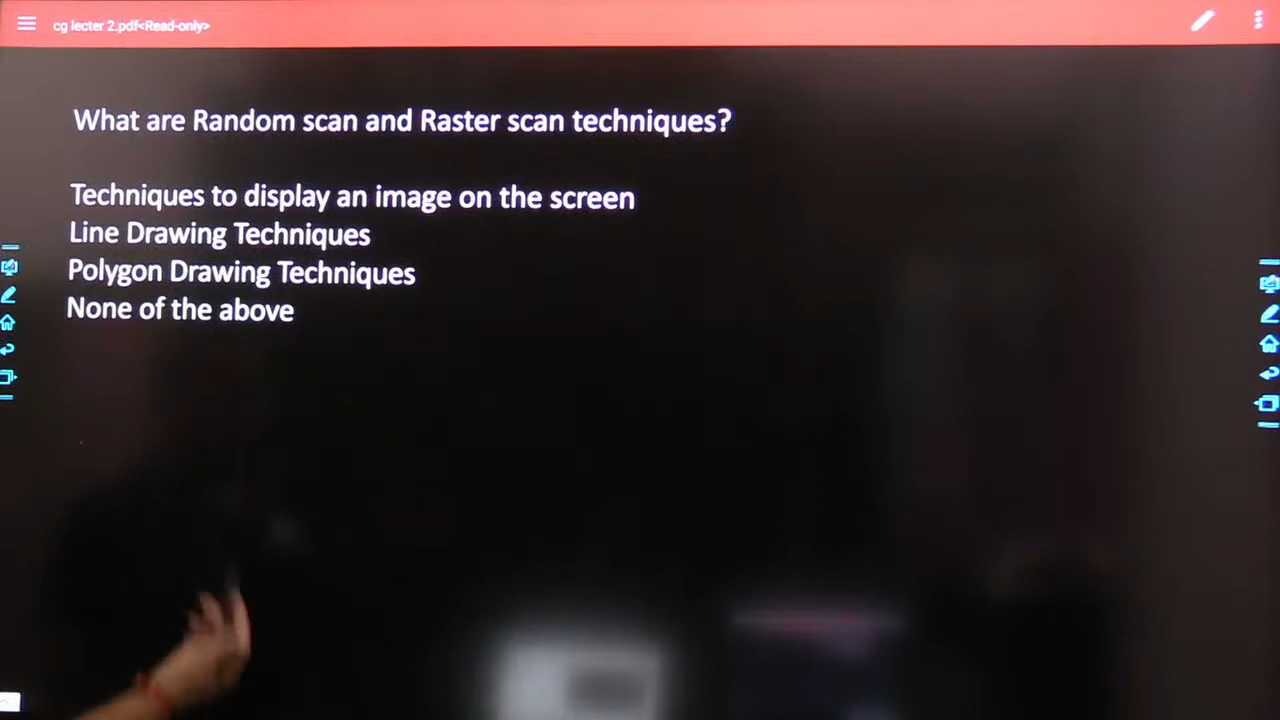 cg lecter 2.pdf<Read-only>
What are Random scan and Raster scan techniques?
Techniques to display an image on the screen
Line Drawing Techniques
Polygon Drawing Techniques
None of the above